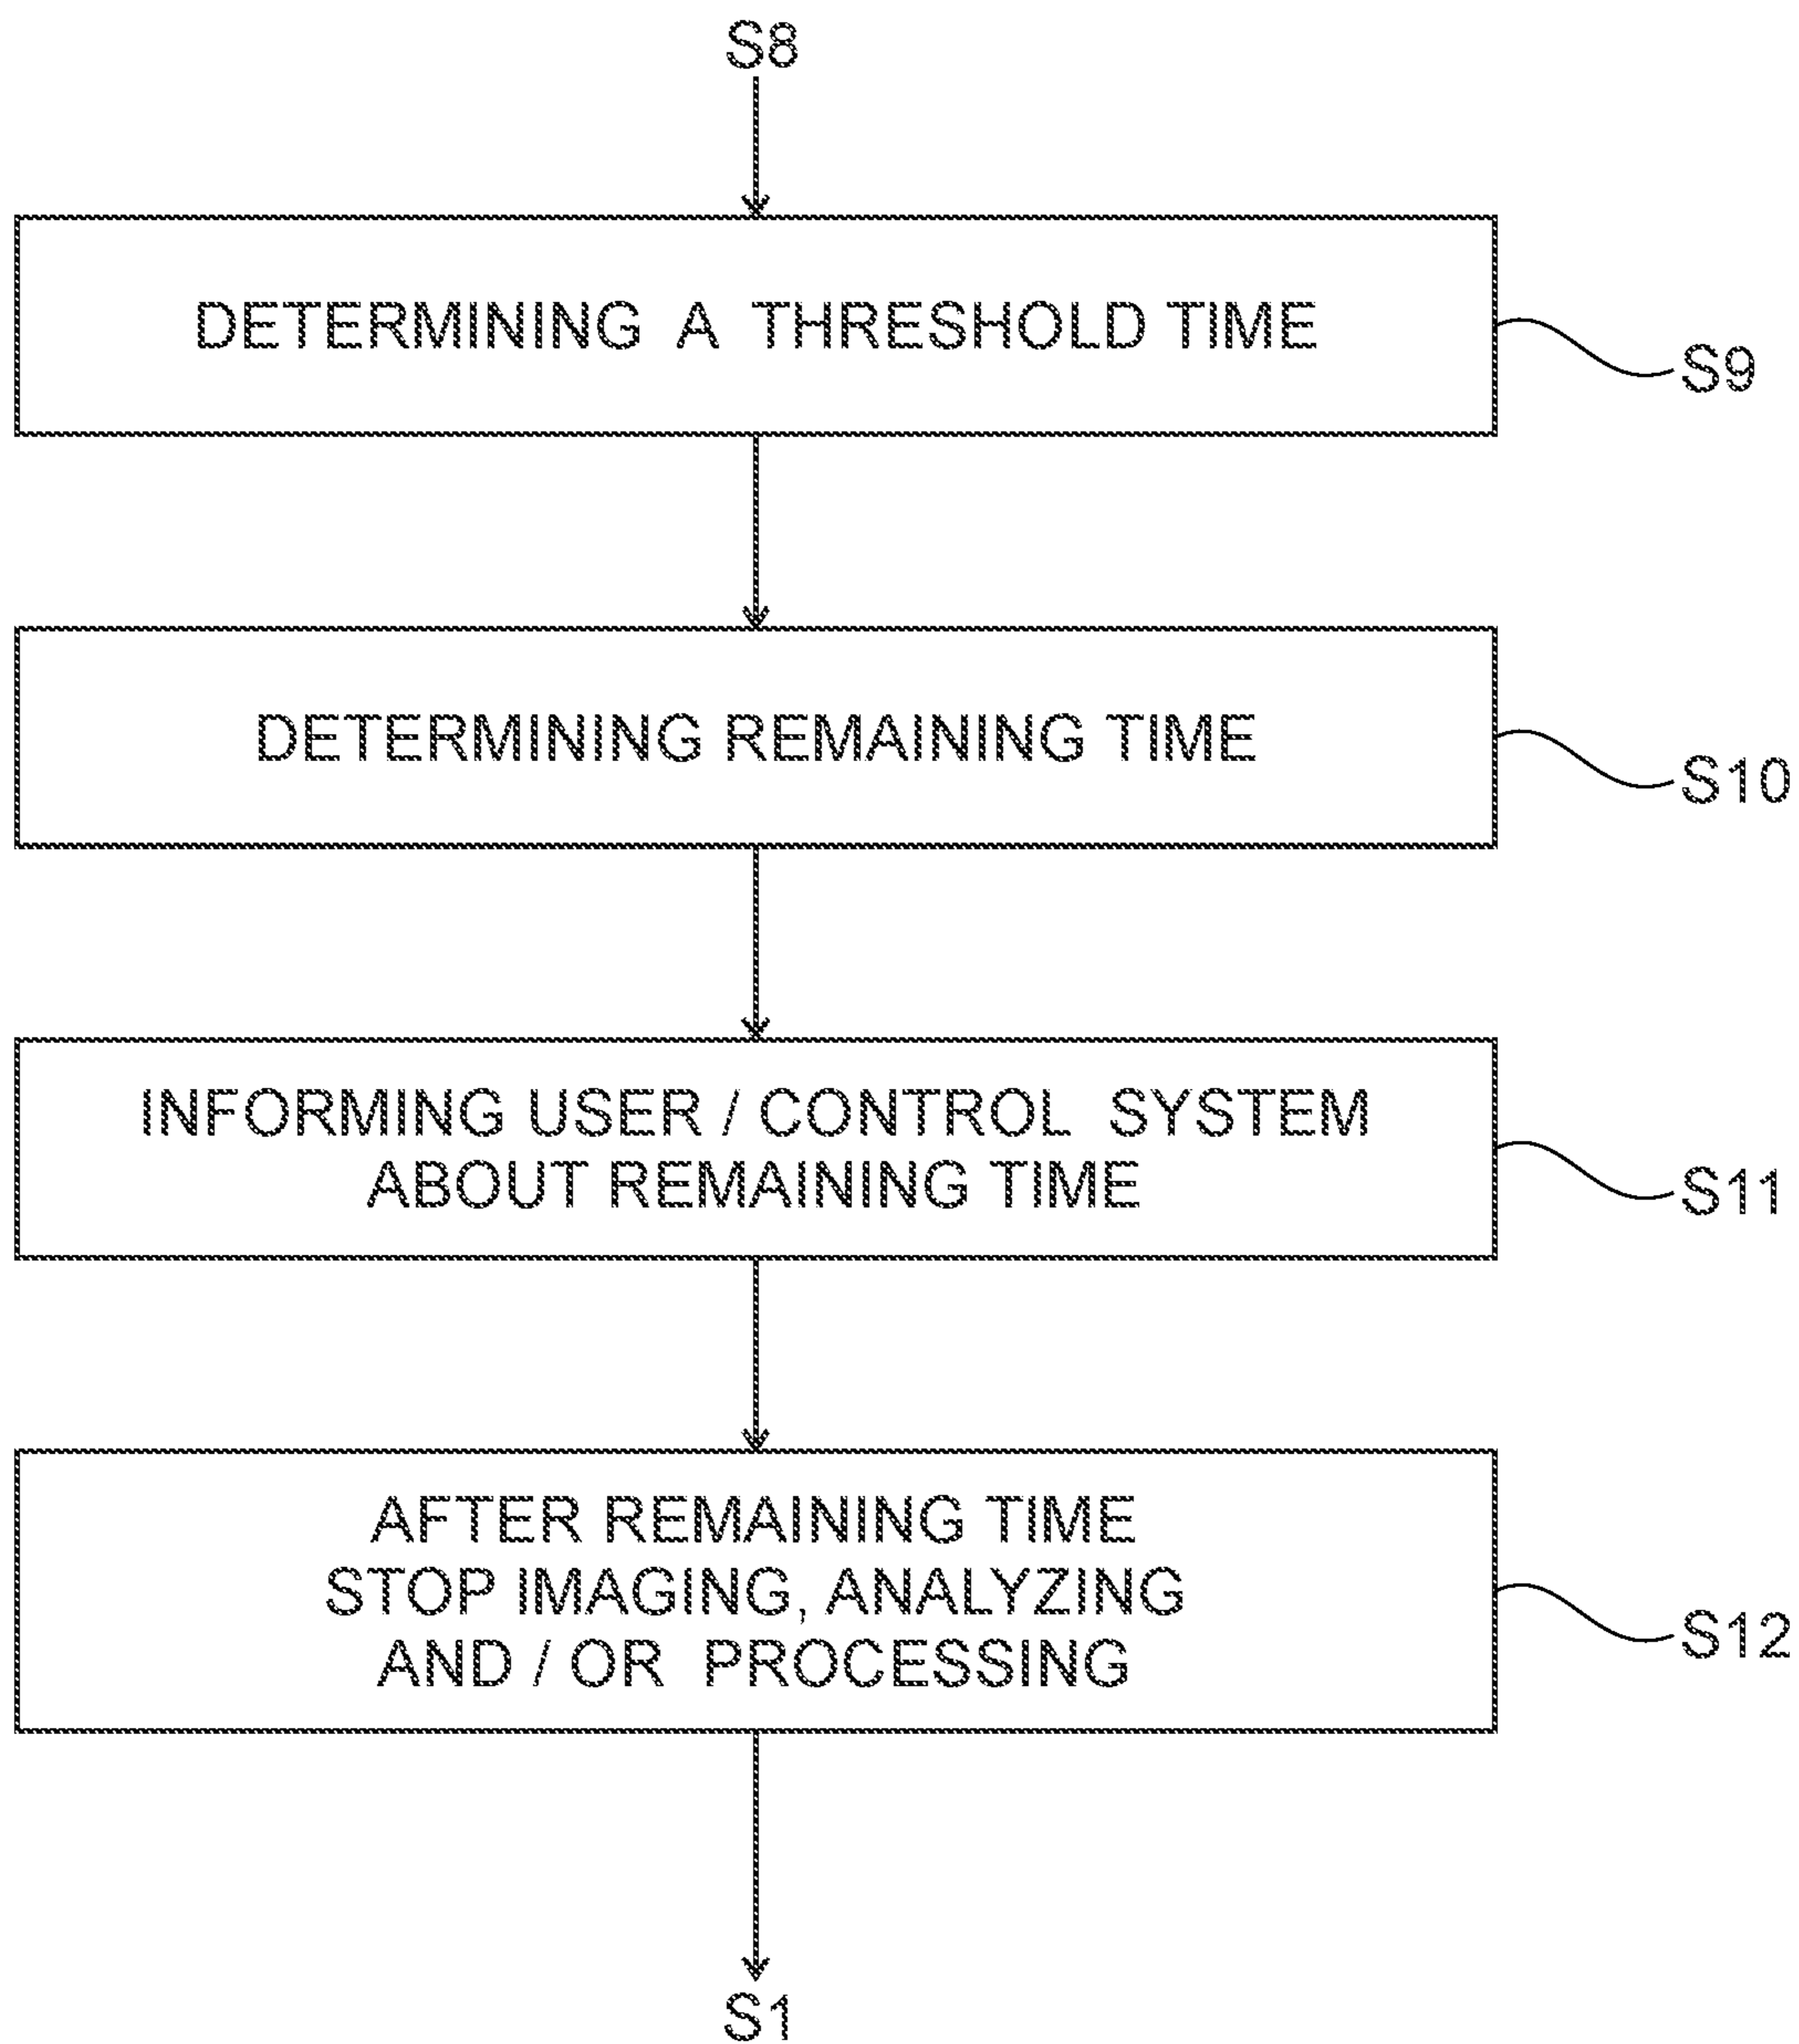 S8
DETERMINING A THRESHOLD TIME
S9
DETERMINING REMAINING TIME
S10
INFORMING USER / CONTROL SYSTEM
ABOUT REMAINING TIME
S11
AFTER REMAINING TIME
STOP IMAGING, ANALYZING
AND / OR PROCESSING
S12
S1